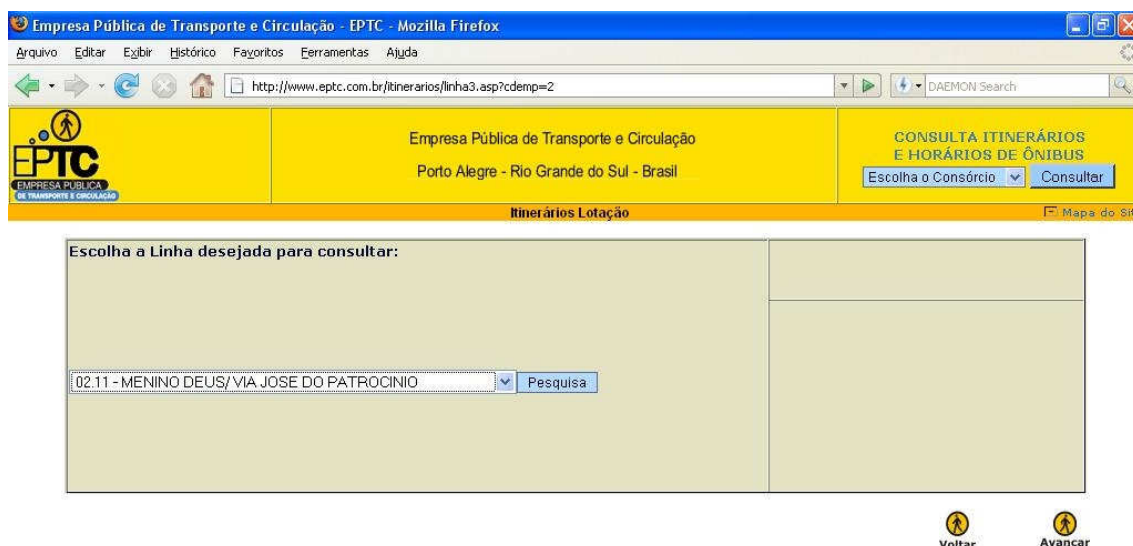 Empresa Pública de Transporte e Circulação - EPTC - Mozilla Firefox
Arquivo Editar Exibir Histórico Favoritos Ferramentas Ajuda
http://www.eptc.com.br/itinerarios/linha3.asp?cdemp=2
DAEMON Search
EPTC
EMPRESA PÚBLICA
DE TRANSPORTE E CIRCULAÇÃO
Empresa Pública de Transporte e Circulação
Porto Alegre - Rio Grande do Sul - Brasil
CONSULTA ITINERÁRIOS
E HORÁRIOS DE ÔNIBUS
Escolha o Consórcio Consultar
Itinerários Lotação
Mapa do Sit
Escolha a Linha desejada para consultar:
02.11 - MENINO DEUS/ VIA JOSE DO PATROCINIO Pesquisa
Voltar Avançar